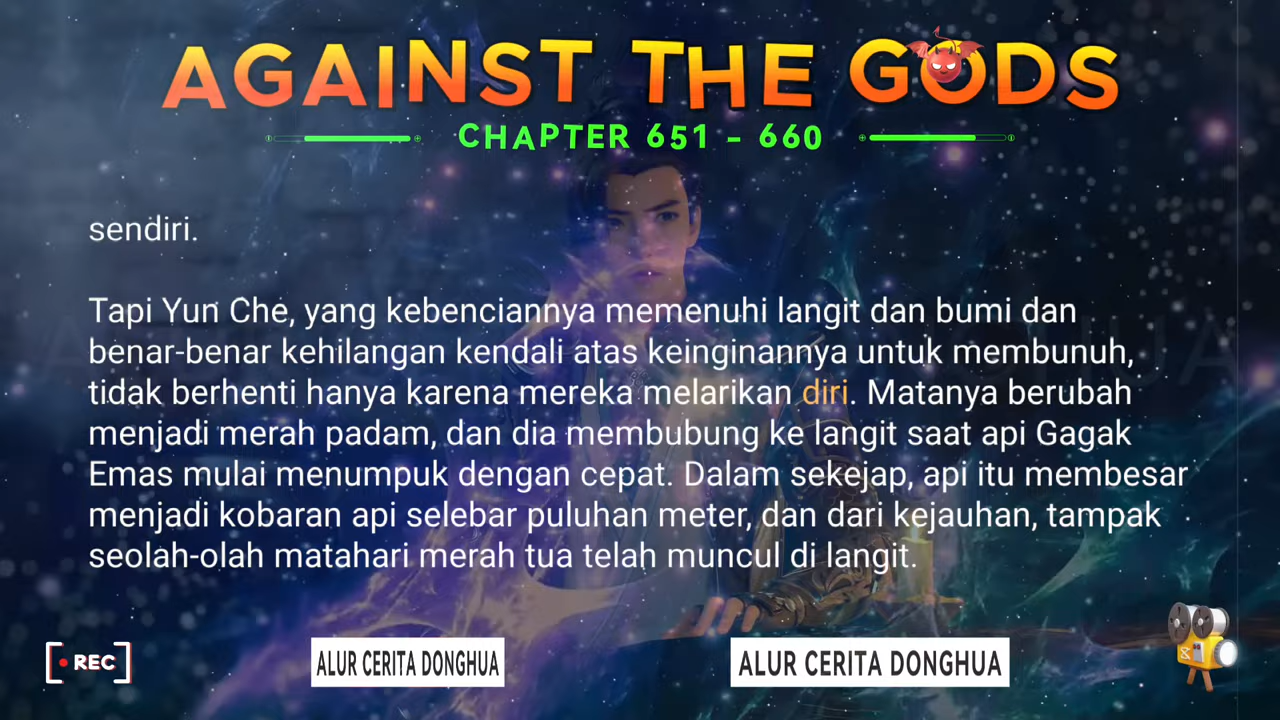 AGAINST THE GODS
CHAPTER 651 - 660
sendiri.
Tapi Yun Che, yang kebenciannya memenuhi langit dan bumi dan
benar-benar kehilangan kendali atas keinginannya untuk membunuh,
tidak berhenti hanya karena mereka melarikan diri. Matanya berubah
menjadi merah padam, dan dia membubung ke langit saat api Gagak
Emas mulai menumpuk dengan cepat. Dalam sekejap, api itu membesar
menjadi kobaran api selebar puluhan meter, dan dari kejauhan, tampak
seolah-olah matahari merah tua telah muncul di langit.
REC
ALUR CERITA DONGHUA
ALUR CERITA DONGHUA